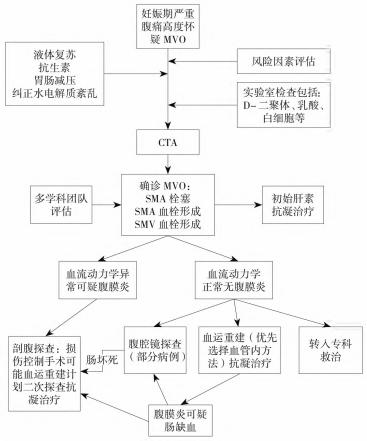 妊娠期严重
腹痛高度怀
疑 MVO
液体复苏
抗生素
胃肠减压
纠正水电解质紊乱
风险因素评估
实验室检查包括:
D-二聚体、乳酸、
白细胞等
CTA
多学科团队
评估
确诊 MVO:
SMA 栓塞
SMA 血栓形成
SMV 血栓形成
初始肝素
抗凝治疗
血流动力学异
常可疑腹膜炎
血流动力学
正常无腹膜炎
剖腹探查:损
伤控制手术可
能血运重建计
划二次探查抗
凝治疗
肠坏死
腹腔镜探查
(部分病例)
血运重建(优先
选择血管内方
法)抗凝治疗
转入专科
救治
腹膜炎可疑
肠缺血